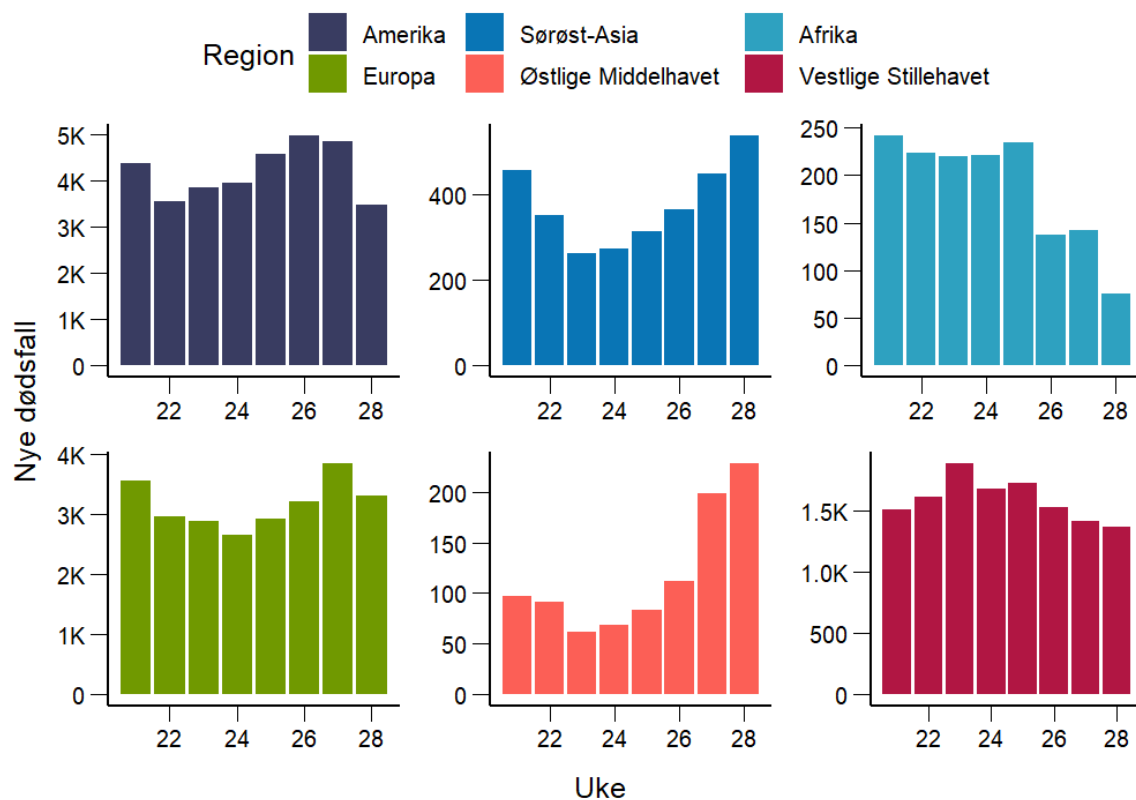 Region
Amerika
Sørøst-Asia
Afrika
Europa
Østlige Middelhavet
Vestlige Stillehavet
Nye dødsfall
5K
4K
3K
2K
1K
0
22 24 26 28
400
200
0
22 24 26 28
250
200
150
100
50
0
22 24 26 28
4K
3K
2K
1K
0
22 24 26 28
200
150
100
50
0
22 24 26 28
1.5K
1.0K
500
0
22 24 26 28
Uke